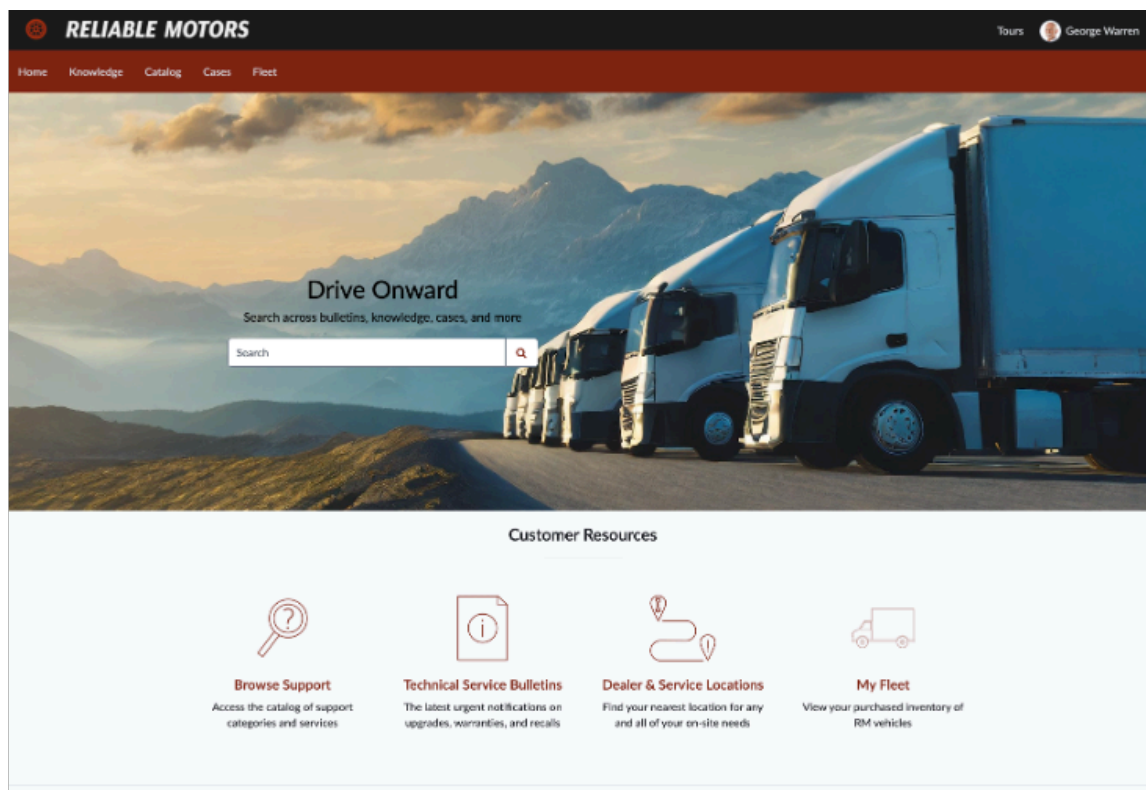 RELIABLE MOTORS
Tours
George Warren
Home
Knowledge
Catalog
Cases
Fleet
Drive Onward
Search across bulletins, knowledge, cases, and more
Search
Customer Resources
Browse Support
Access the catalog of support
categories and services
Technical Service Bulletins
The latest urgent notifications on
upgrades, warranties, and recalls
Dealer & Service Locations
Find your nearest location for any
and all of your on-site needs
My Fleet
View your purchased inventory of
RM vehicles